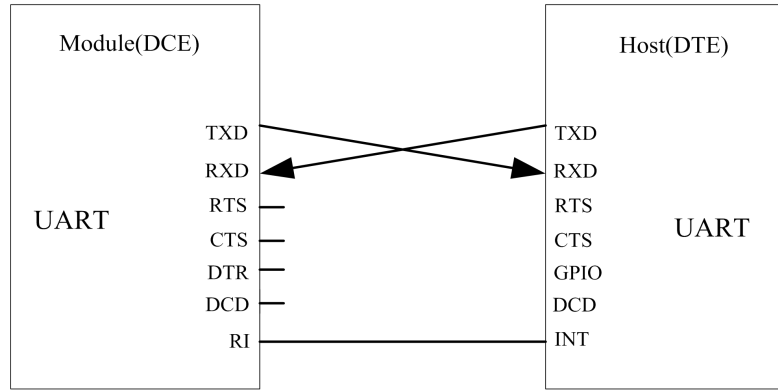 Module(DCE)
Host(DTE)
TXD
TXD
RXD
RXD
RTS
RTS
UART
UART
CTS
CTS
DTR
GPIO
DCD
DCD
RI
INT